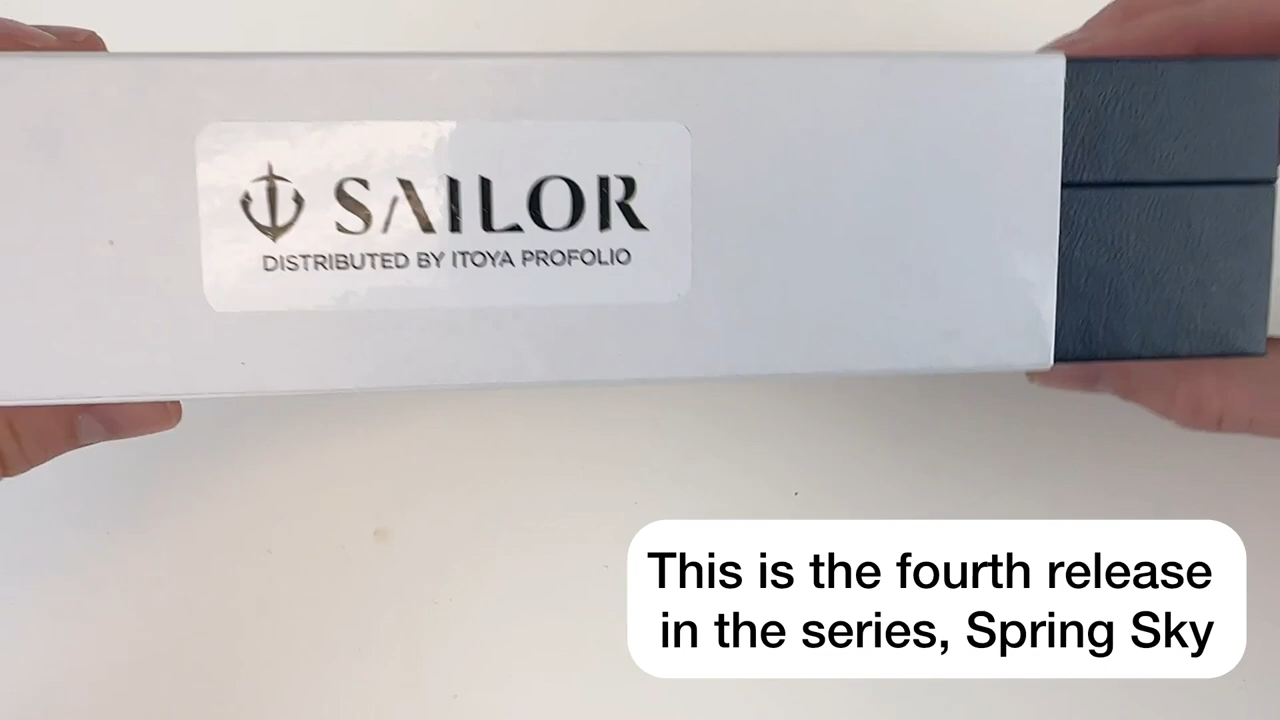 SAILOR
DISTRIBUTED BY ITOYA PROFOLIO
This is the fourth release
in the series, Spring Sky